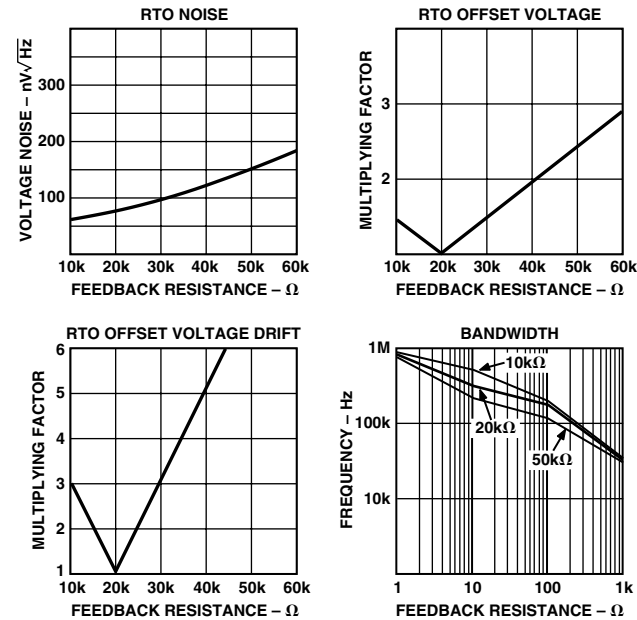 RTO NOISE
VOLTAGE NOISE – nV√Hz
300
200
100
10k 20k 30k 40k 50k 60k
FEEDBACK RESISTANCE – Ω
RTO OFFSET VOLTAGE
MULTIPLYING FACTOR
3
2
10k 20k 30k 40k 50k 60k
FEEDBACK RESISTANCE – Ω
RTO OFFSET VOLTAGE DRIFT
MULTIPLYING FACTOR
6
5
4
3
2
1
10k 20k 30k 40k 50k 60k
FEEDBACK RESISTANCE – Ω
BANDWIDTH
FREQUENCY – Hz
1M
100k
10k
10kΩ
20kΩ
50kΩ
1 10 100 1k
FEEDBACK RESISTANCE – Ω